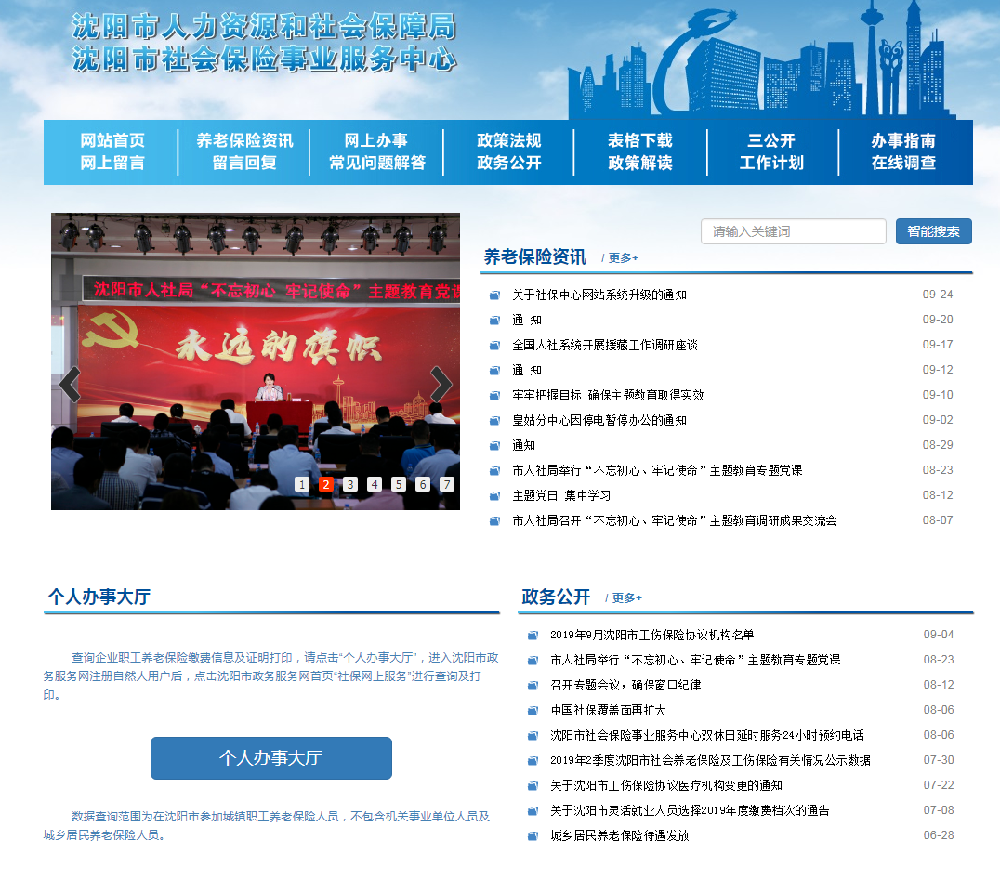 沈阳市人力资源和社会保障局
沈阳市社会保险事业服务中心
网站首页 养老保险资讯 网上办事 政策法规 表格下载 三公开 办事指南
网上留言 留言回复 常见问题解答 政务公开 政策解读 工作计划 在线调查
请输入关键词 智能搜索
沈阳市人社局“不忘初心 牢记使命”主题教育党课
永远的旗帜
1 2 3 4 5 6 7
养老保险资讯 / 更多+
关于社保中心网站系统升级的通知 09-24
通 知 09-20
全国人社系统开展援藏工作调研座谈 09-17
通 知 09-12
牢牢把握目标 确保主题教育取得实效 09-10
皇姑分中心因停电暂停办公的通知 09-02
通知 08-29
市人社局举行“不忘初心、牢记使命”主题教育专题党课 08-23
主题党日 集中学习 08-12
市人社局召开“不忘初心、牢记使命”主题教育调研成果交流会 08-07
个人办事大厅
查询企业职工养老保险缴费信息及证明打印，请点击“个人办事大厅”，进入沈阳市政
务服务网注册自然人用户后，点击沈阳市政务服务网首页“社保网上服务”进行查询及打
印。
个人办事大厅
数据查询范围为在沈阳市参加城镇职工养老保险人员，不包含机关事业单位人员及
城乡居民养老保险人员。
政务公开 / 更多+
2019年9月沈阳市工伤保险协议机构名单 09-04
市人社局举行“不忘初心、牢记使命”主题教育专题党课 08-23
召开专题会议，确保窗口纪律 08-12
中国社保覆盖面再扩大 08-06
沈阳市社会保险事业服务中心双休日延时服务24小时预约电话 08-06
2019年2季度沈阳市社会养老保险及工伤保险有关情况公示数据 07-30
关于沈阳市工伤保险协议医疗机构变更的通知 07-22
关于沈阳市灵活就业人员选择2019年度缴费档次的通告 07-08
城乡居民养老保险待遇发放 06-28